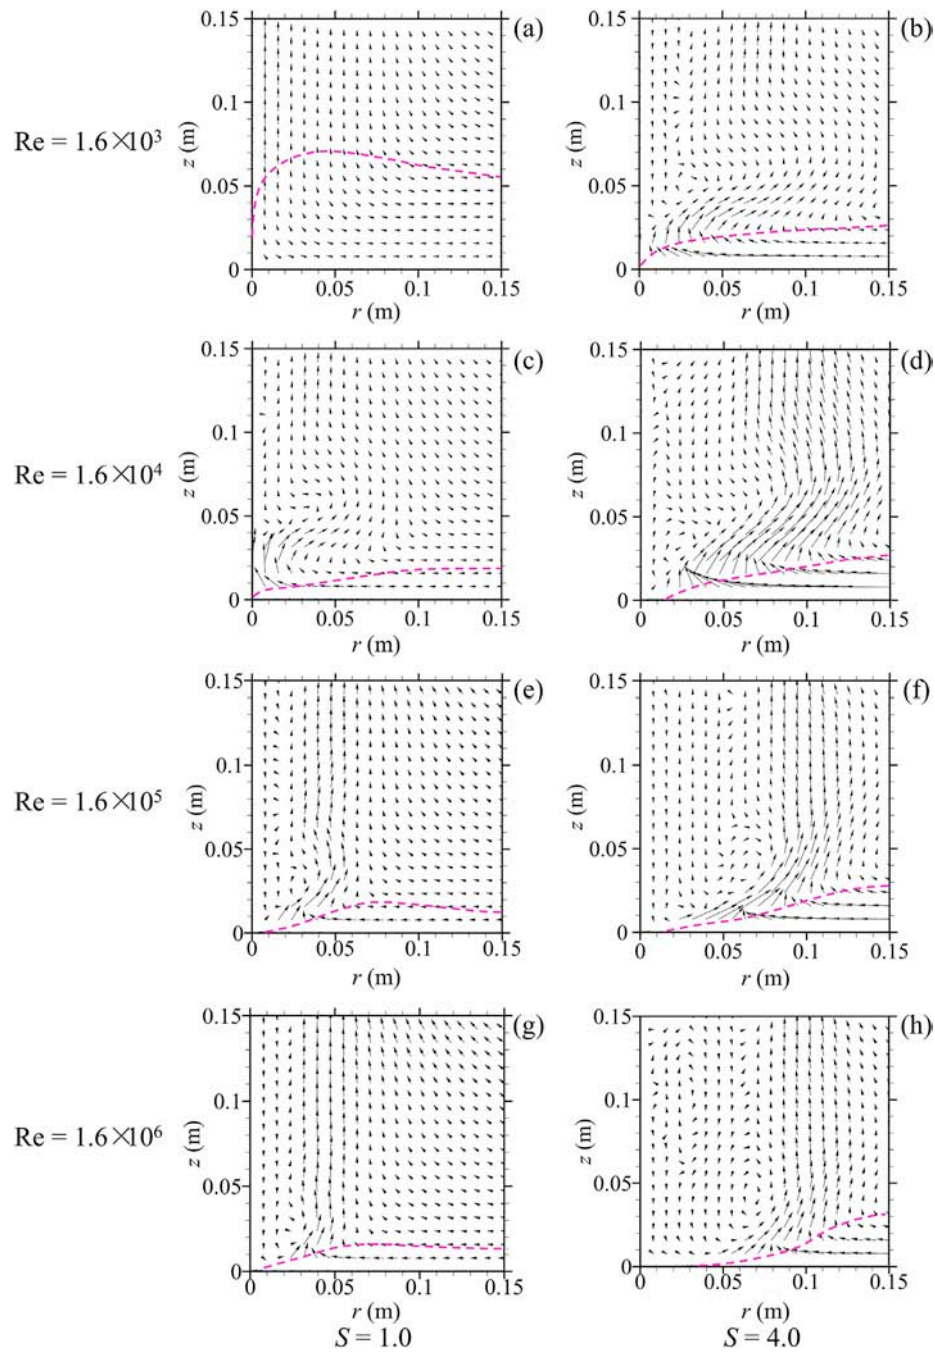 0.15
(a)
0.15
(b)
Re = 1.6×10³
z (m)
0.1
z (m)
0.1
0.05
0.05
0
0
0
0.05
0.1
0.15
0
0.05
0.1
0.15
r (m)
r (m)
0.15
(c)
0.15
(d)
Re = 1.6×10⁴
z (m)
0.1
z (m)
0.1
0.05
0.05
0
0
0
0.05
0.1
0.15
0
0.05
0.1
0.15
r (m)
r (m)
0.15
(e)
0.15
(f)
Re = 1.6×10⁵
z (m)
0.1
z (m)
0.1
0.05
0.05
0
0
0
0.05
0.1
0.15
0
0.05
0.1
0.15
r (m)
r (m)
0.15
(g)
0.15
(h)
Re = 1.6×10⁶
z (m)
0.1
z (m)
0.1
0.05
0.05
0
0
0
0.05
0.1
0.15
0
0.05
0.1
0.15
r (m)
r (m)
S = 1.0
S = 4.0